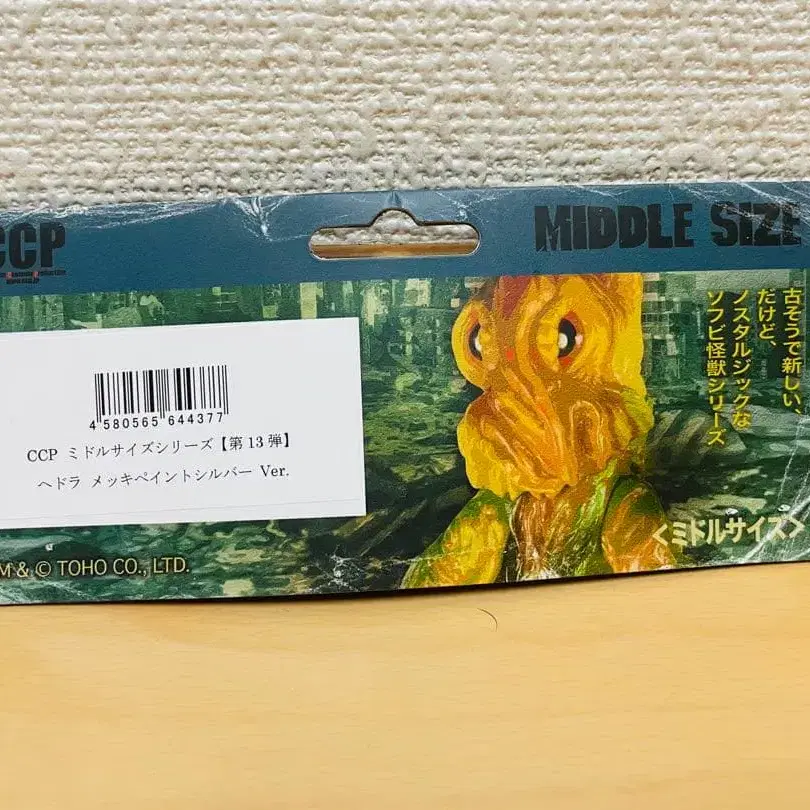 CCP
MIDDLE SIZE
古そうで新しい、
だけど、
ノスタルジックな
ソフビ怪獣シリーズ
4 580565 644377
CCP ミドルサイズシリーズ【第13弾】
ヘドラ メッキペイントシルバー Ver.
<ミドルサイズ>
M & © TOHO CO., LTD.